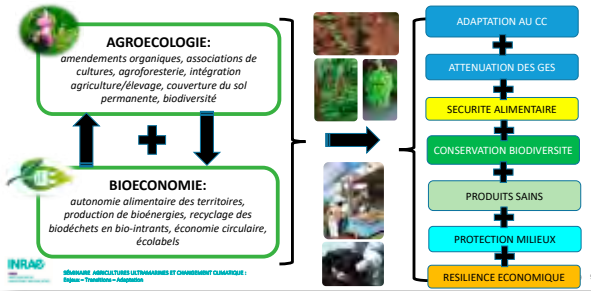 AGROECOLOGIE:
amendements organiques, associations de
cultures, agroforesterie, intégration
agriculture/élevage, couverture du sol
permanente, biodiversité
BIOECONOMIE:
autonomie alimentaire des territoires,
production de bioénergies, recyclage des
biodéchets en bio-intrants, économie circulaire,
écolabels
ADAPTATION AU CC
ATTENUATION DES GES
SECURITE ALIMENTAIRE
CONSERVATION BIODIVERSITE
PRODUITS SAINS
PROTECTION MILIEUX
RESILIENCE ECONOMIQUE
INRAE
SÉMINAIRE AGRICULTURES ULTRAMARINES ET CHANGEMENT CLIMATIQUE :
Enjeux – Transitions – Adaptation